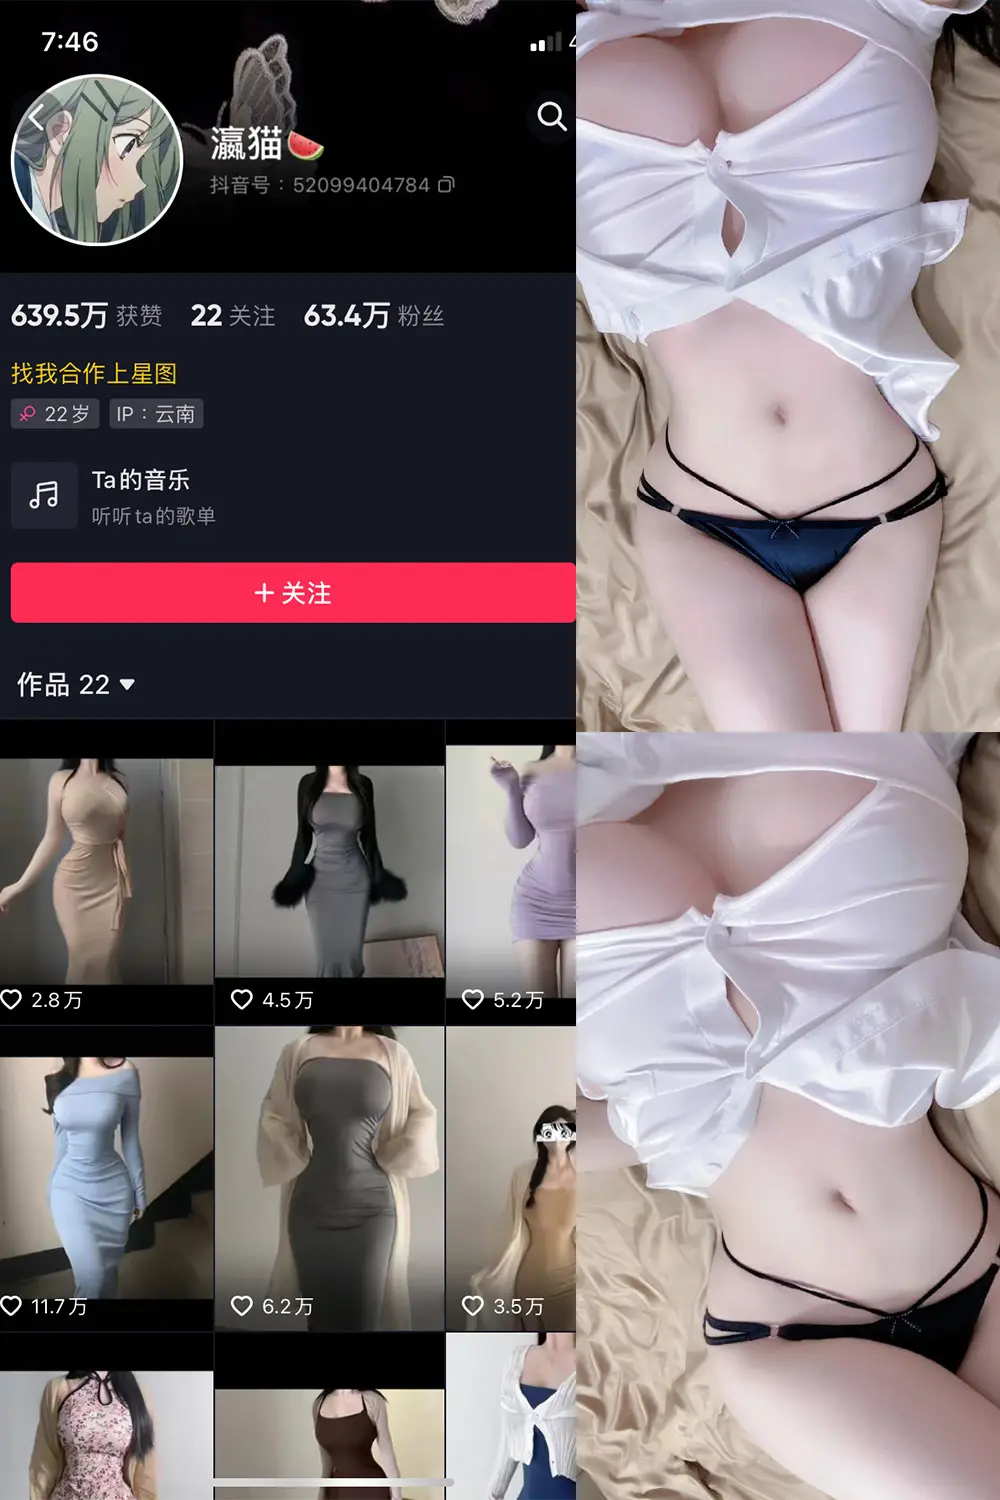 7:46
瀛猫🍉
抖音号：52099404784
639.5万 获赞 22 关注 63.4万 粉丝
找我合作上星图
22岁 IP：云南
Ta的音乐
听听ta的歌单
+ 关注
作品 22
2.8万 4.5万 5.2万
11.7万 6.2万 3.5万